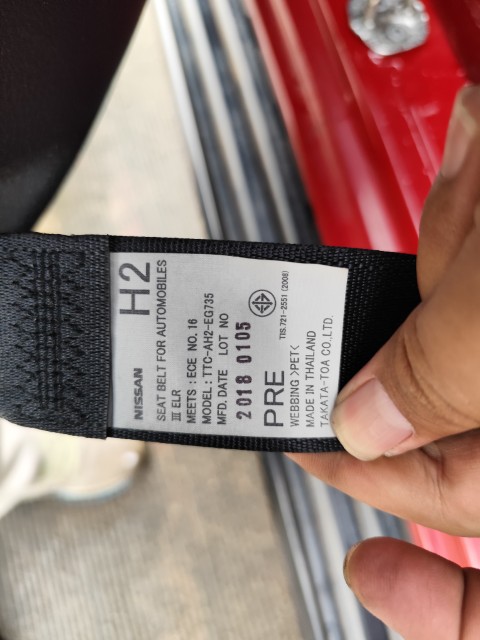 NISSAN H2
SEAT BELT FOR AUTOMOBILES
III ELR
MEETS : ECE NO. 16
MODEL : TTC-AH2-EG735
MFD.DATE LOT NO
2018 0105
PRE
TIS.721-2551 (2008)
WEBBING >PET<
MADE IN THAILAND
TAKATA-TOA CO.,LTD.